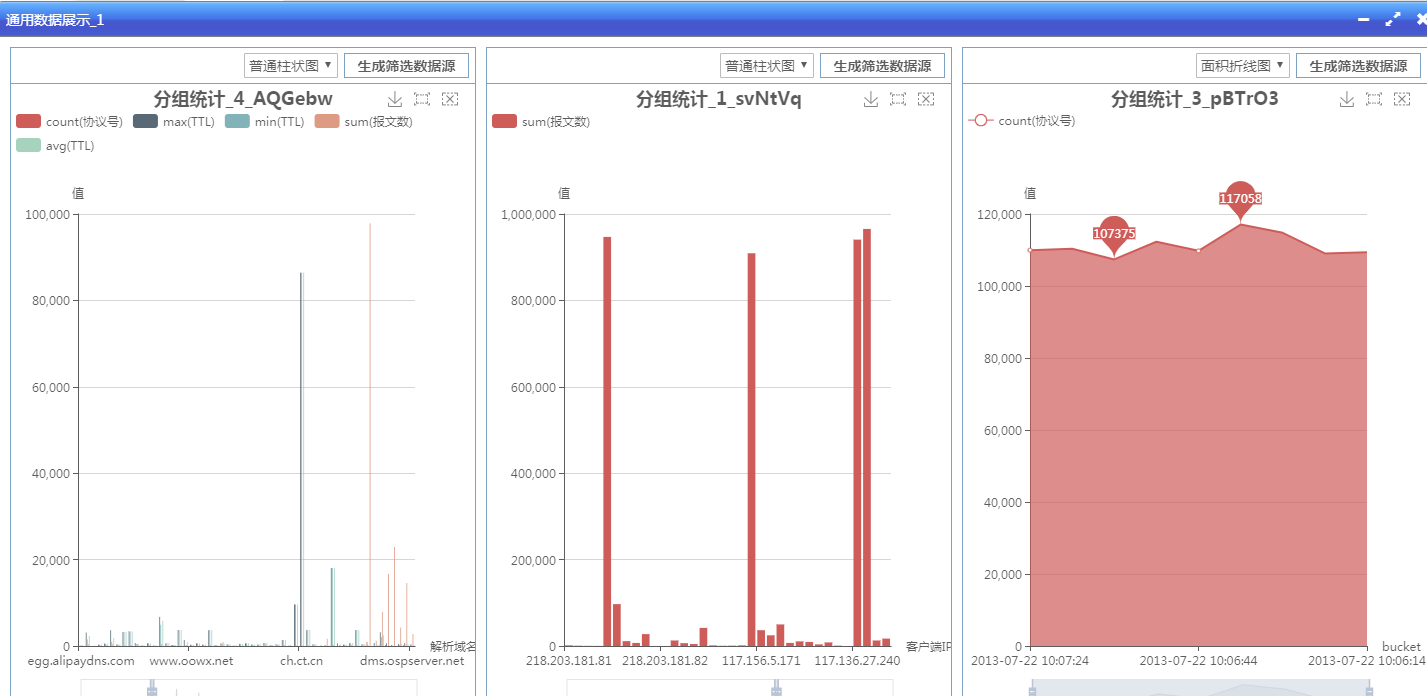 通用数据展示_1
普通柱状图
生成筛选数据源
分组统计_4_AQGebw
count(协议号)
max(TTL)
min(TTL)
sum(报文数)
avg(TTL)
值
100,000
80,000
60,000
40,000
20,000
0
egg.alipaydns.com
www.oowx.net
ch.ct.cn
dms.ospserver.net
解析域名
普通柱状图
生成筛选数据源
分组统计_1_svNtVq
sum(报文数)
值
1,000,000
800,000
600,000
400,000
200,000
0
218.203.181.81
218.203.181.82
117.156.5.171
117.136.27.240
客户端IP
面积折线图
生成筛选数据源
分组统计_3_pBTrO3
count(协议号)
值
120,000
100,000
80,000
60,000
40,000
20,000
0
107375
117058
2013-07-22 10:07:24
2013-07-22 10:06:44
2013-07-22 10:06:14
bucket